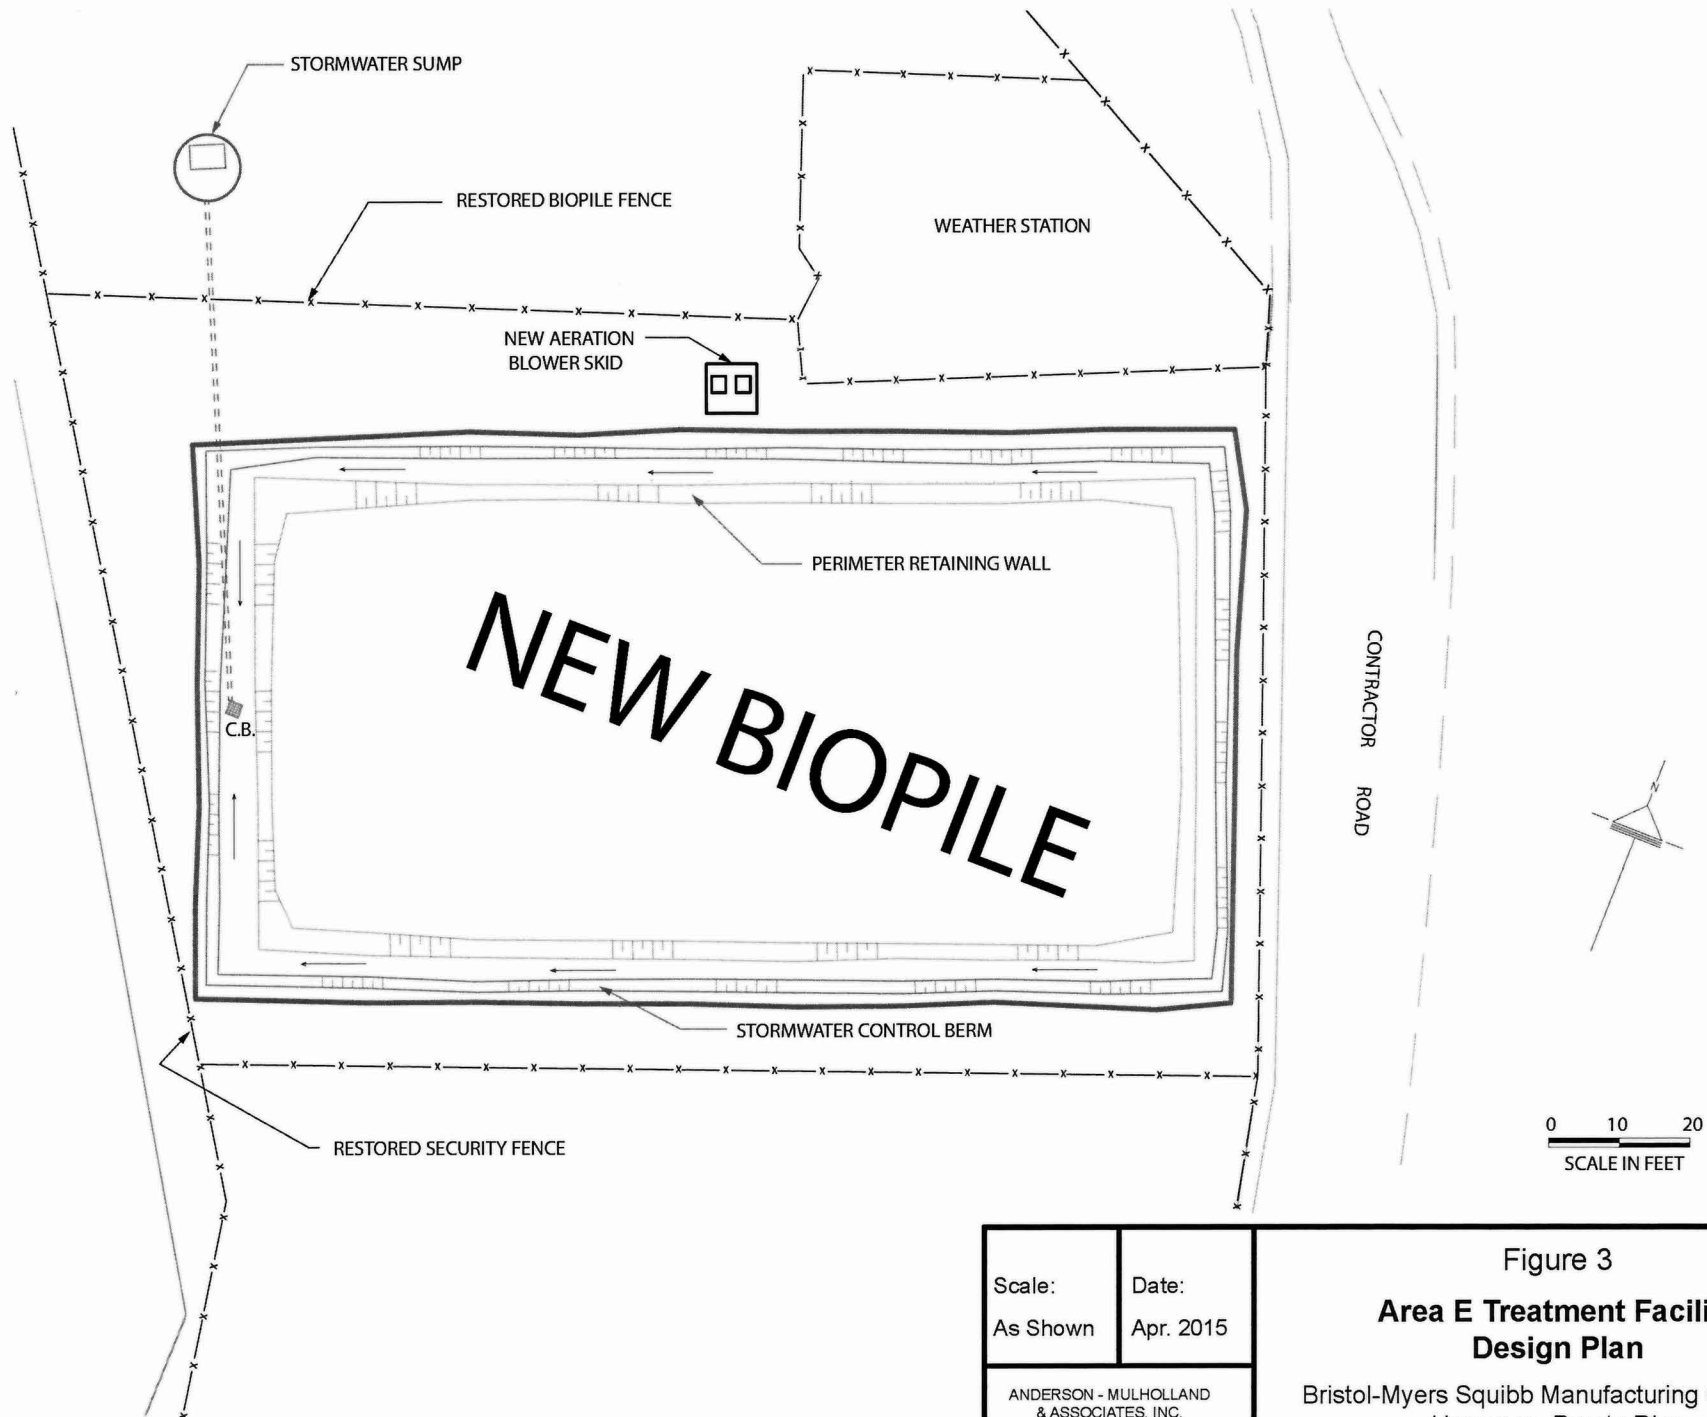 STORMWATER SUMP
RESTORED BIOPILE FENCE
WEATHER STATION
NEW AERATION
BLOWER SKID
PERIMETER RETAINING WALL
NEW BIOPILE
C.B.
CONTRACTOR ROAD
N
STORMWATER CONTROL BERM
RESTORED SECURITY FENCE
0 10 20
SCALE IN FEET
Scale:
As Shown
Date:
Apr. 2015
ANDERSON - MULHOLLAND
& ASSOCIATES, INC.
Figure 3
Area E Treatment Facili
Design Plan
Bristol-Myers Squibb Manufacturing